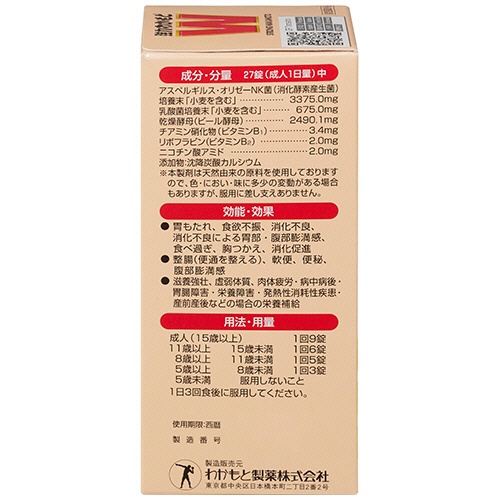 成分・分量 27錠(成人1日量)中
アスペルギルス・オリゼーNK菌(消化酵素産生菌)
培養末「小麦を含む」…………… 3375.0mg
乳酸菌培養末「小麦を含む」…… 675.0mg
乾燥酵母(ビール酵母)………… 2490.1mg
チアミン硝化物(ビタミンB1)…… 3.4mg
リボフラビン(ビタミンB2)……… 2.0mg
ニコチン酸アミド………………… 2.0mg
添加物:沈降炭酸カルシウム
※本製剤は天然由来の原料を使用しております
ので、色・におい・味に多少の変動がある場合
もありますが、服用に差し支えありません。
効能・効果
●胃もたれ、食欲不振、消化不良、
消化不良による胃部・腹部膨満感、
食べ過ぎ、胸つかえ、消化促進
●整腸(便通を整える)、軟便、便秘、
腹部膨満感
●滋養強壮、虚弱体質、肉体疲労・病中病後・
胃腸障害・栄養障害・発熱性消耗性疾患・
産前産後などの場合の栄養補給
用法・用量
成人(15歳以上) 1回9錠
11歳以上 15歳未満 1回6錠
8歳以上 11歳未満 1回5錠
5歳以上 8歳未満 1回3錠
5歳未満 服用しないこと
1日3回食後に服用してください。
使用期限:西暦
製造番号
製造販売元
わかもと製薬株式会社
東京都中央区日本橋本町二丁目2番2号